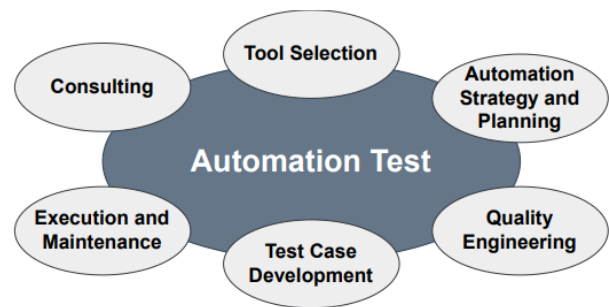 Tool Selection
Consulting
Automation
Strategy and
Planning
Automation Test
Execution and
Maintenance
Quality
Engineering
Test Case
Development